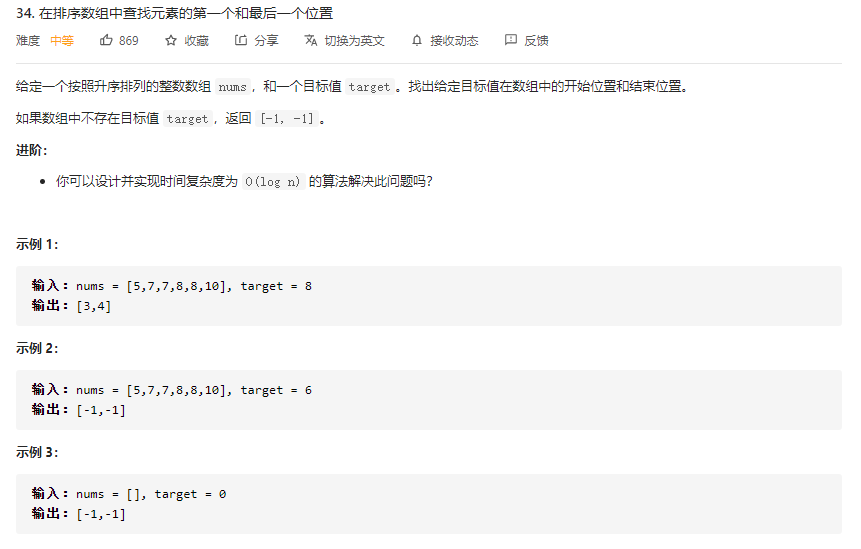 34. 在排序数组中查找元素的第一个和最后一个位置
难度 中等 869 收藏 分享 切换为英文 接收动态 反馈
给定一个按照升序排列的整数数组 nums，和一个目标值 target。找出给定目标值在数组中的开始位置和结束位置。
如果数组中不存在目标值 target，返回 [-1, -1]。
进阶：
你可以设计并实现时间复杂度为 O(log n) 的算法解决此问题吗？
示例 1：
输入：nums = [5,7,7,8,8,10], target = 8
输出：[3,4]
示例 2：
输入：nums = [5,7,7,8,8,10], target = 6
输出：[-1,-1]
示例 3：
输入：nums = [], target = 0
输出：[-1,-1]